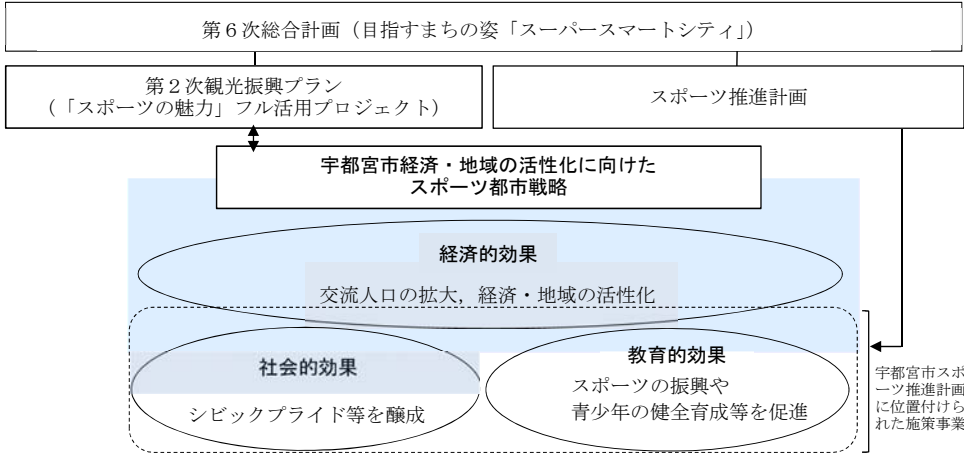 第６次総合計画（目指すまちの姿「スーパースマートシティ」）
第２次観光振興プラン
（「スポーツの魅力」フル活用プロジェクト）
スポーツ推進計画
宇都宮市経済・地域の活性化に向けた
スポーツ都市戦略
経済的効果
交流人口の拡大，経済・地域の活性化
社会的効果
シビックプライド等を醸成
教育的効果
スポーツの振興や
青少年の健全育成等を促進
宇都宮市スポ
ーツ推進計画
に位置付けら
れた施策事業